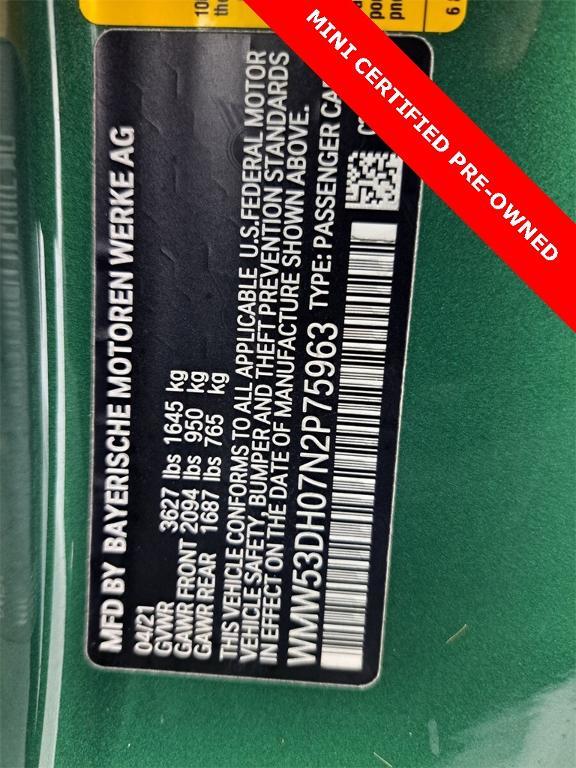 MINI CERTIFIED PRE-OWNED
MFD BY BAYERISCHE MOTOREN WERKE AG
04/21
GVWR 3627 lbs 1645 kg
GAWR FRONT 2094 lbs 950 kg
GAWR REAR 1687 lbs 765 kg
THIS VEHICLE CONFORMS TO ALL APPLICABLE U.S.FEDERAL MOTOR
VEHICLE SAFETY, BUMPER AND THEFT PREVENTION STANDARDS
IN EFFECT ON THE DATE OF MANUFACTURE SHOWN ABOVE.
WMW53DH07N2P75963 TYPE: PASSENGER CAR